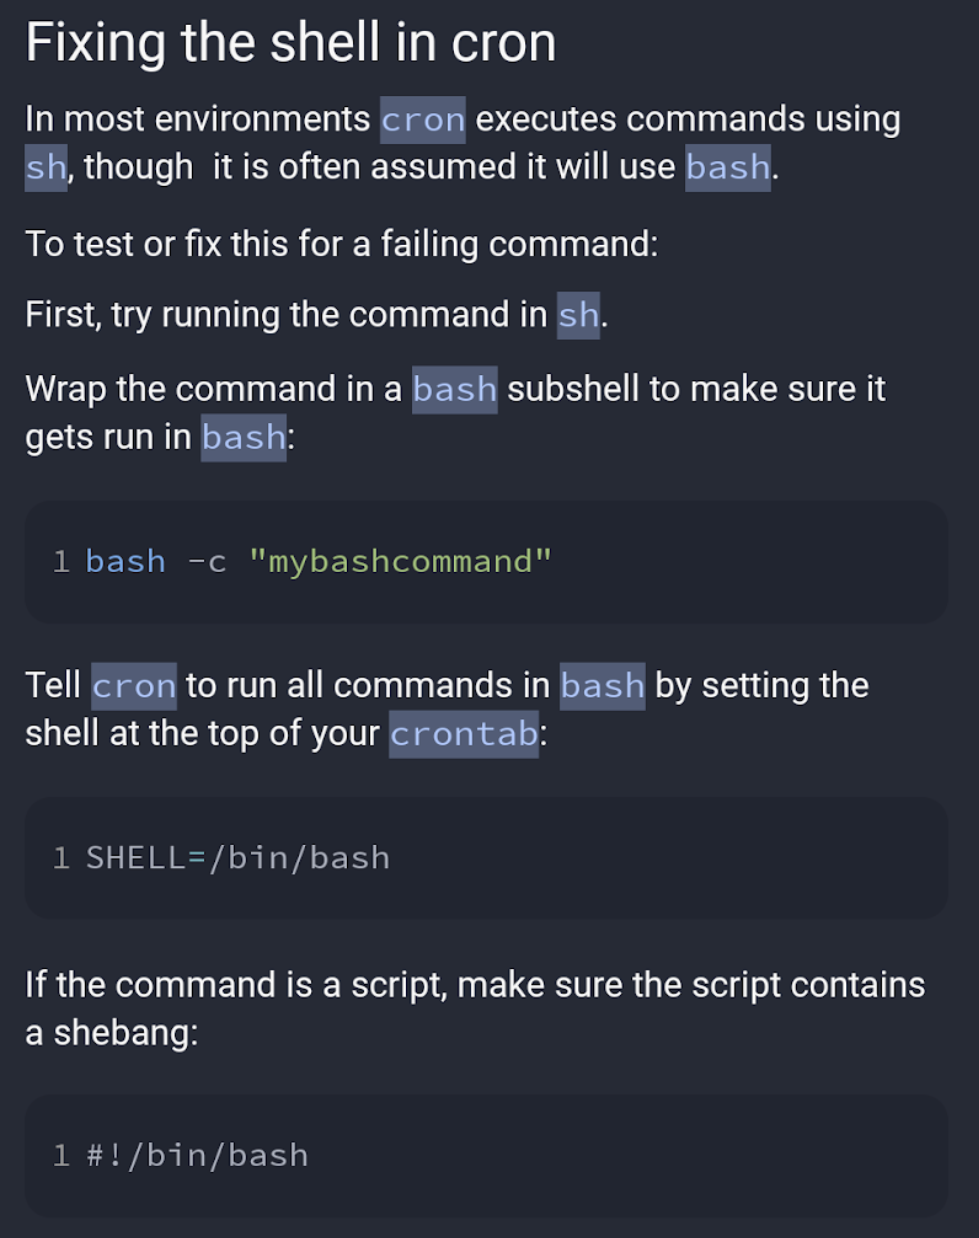 Fixing the shell in cron
In most environments cron executes commands using
sh, though  it is often assumed it will use bash.
To test or fix this for a failing command:
First, try running the command in sh.
Wrap the command in a bash subshell to make sure it
gets run in bash:
1 bash -c "mybashcommand"
Tell cron to run all commands in bash by setting the
shell at the top of your crontab:
1 SHELL=/bin/bash
If the command is a script, make sure the script contains
a shebang:
1 #!/bin/bash